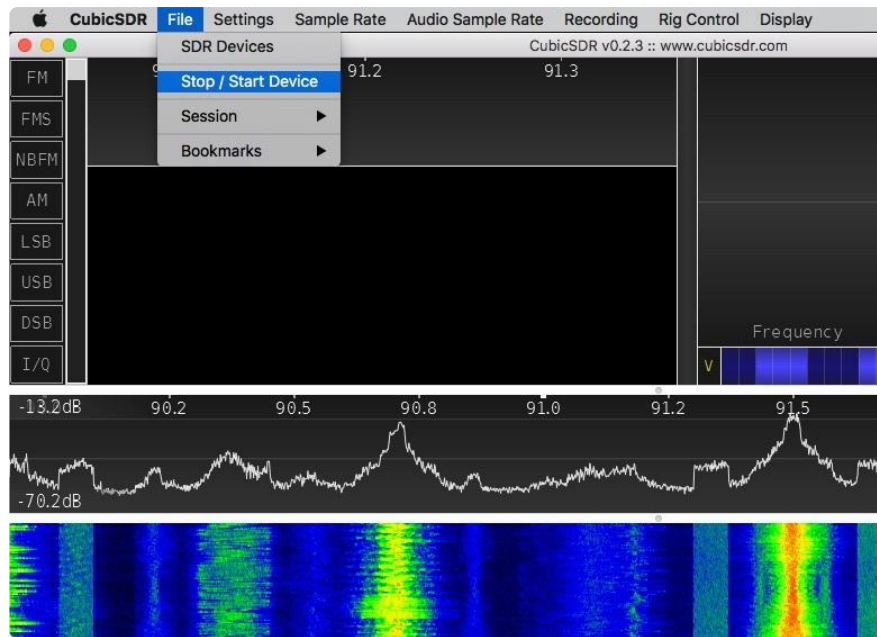 CubicSDR File Settings Sample Rate Audio Sample Rate Recording Rig Control Display
CubicSDR v0.2.3 :: www.cubicsdr.com
SDR Devices
Stop / Start Device
Session
Bookmarks
91.2 91.3
FM
FMS
NBFM
AM
LSB
USB
DSB
I/Q
Frequency
V
-13.2dB 90.2 90.5 90.8 91.0 91.2 91.5
-70.2dB